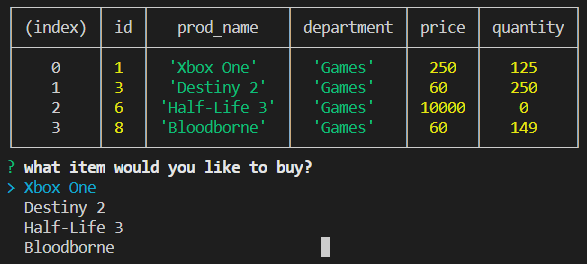 (index) id prod_name department price quantity
0 1 'Xbox One' 'Games' 250 125
1 3 'Destiny 2' 'Games' 60 250
2 6 'Half-Life 3' 'Games' 10000 0
3 8 'Bloodborne' 'Games' 60 149
? what item would you like to buy?
> Xbox One
Destiny 2
Half-Life 3
Bloodborne